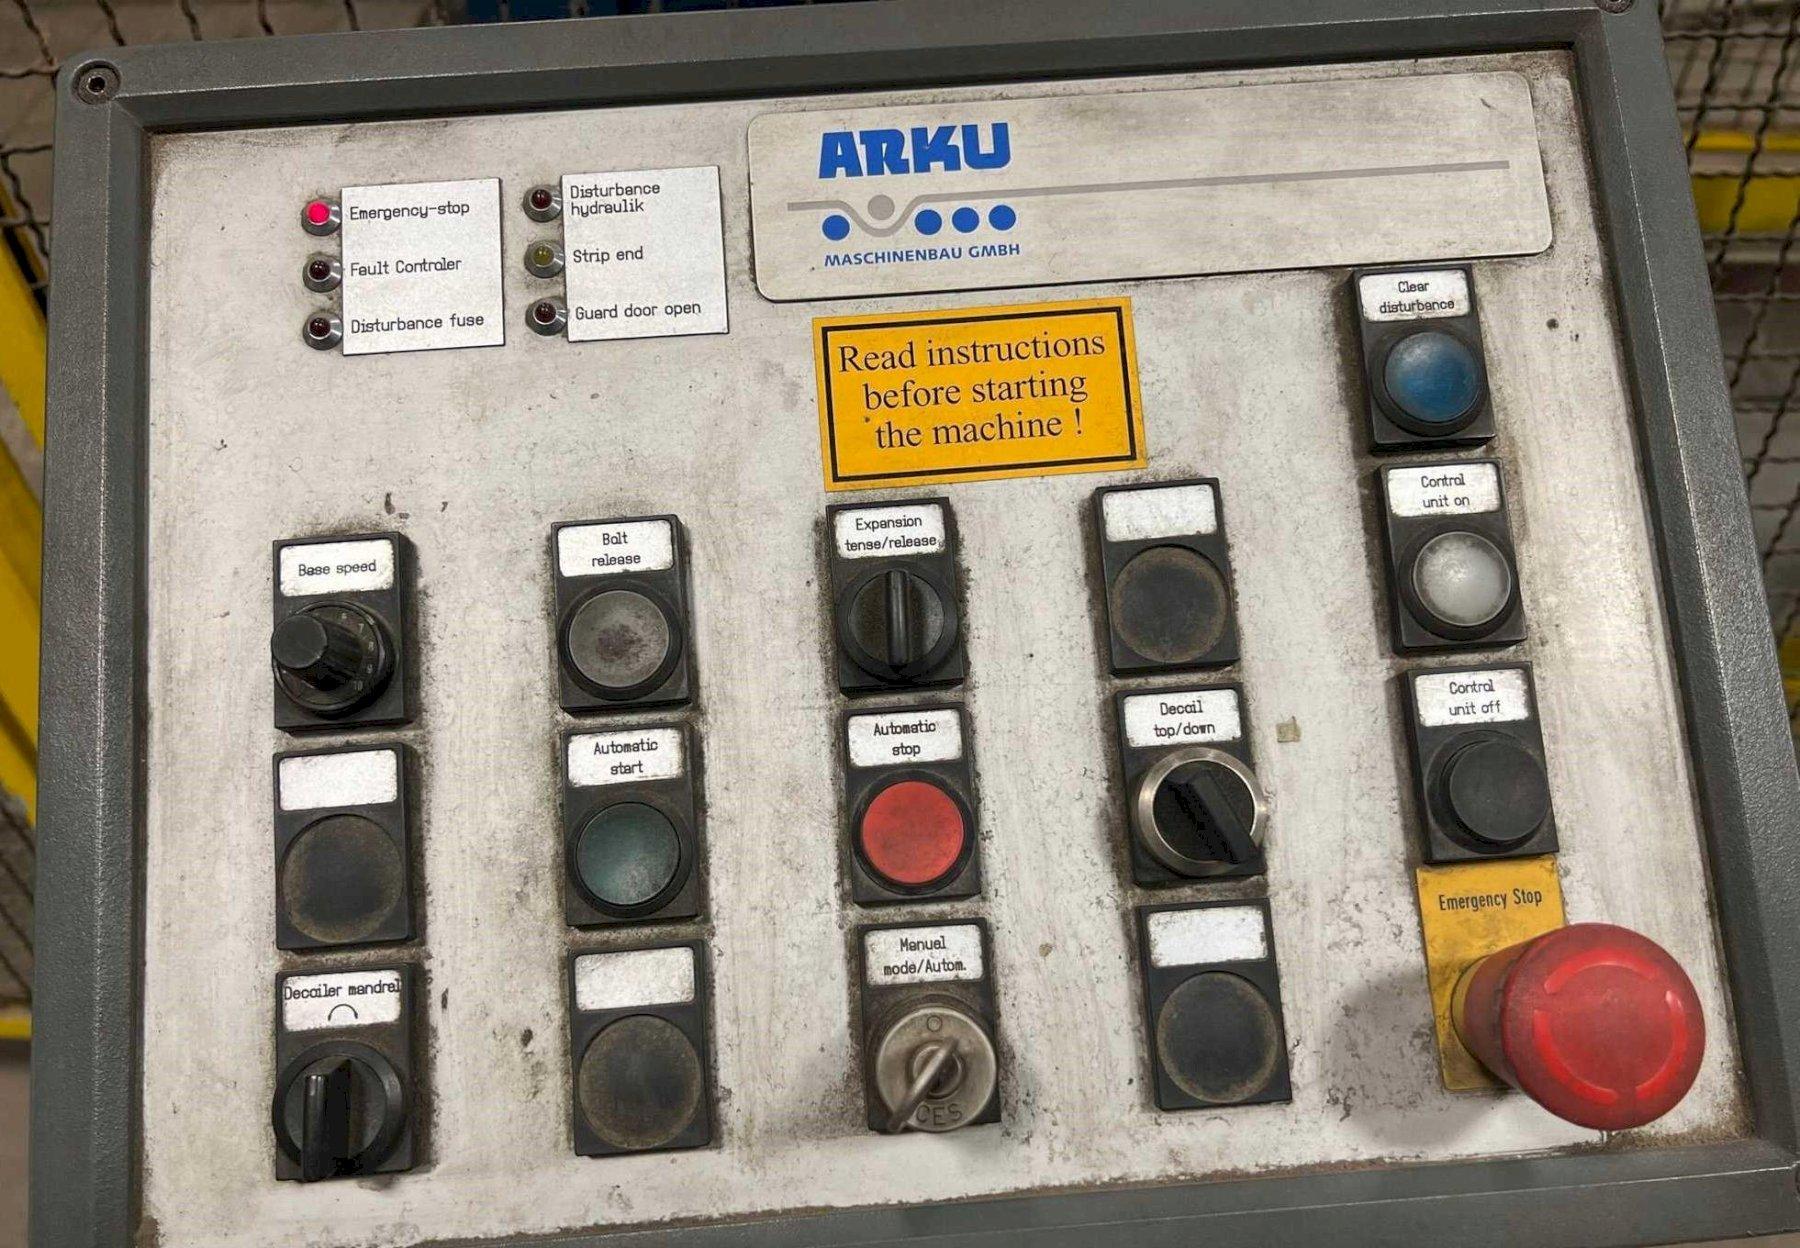 ARKU
MASCHINENBAU GMBH
Emergency-stop
Fault Controler
Disturbance fuse
Disturbance
hydraulik
Strip end
Guard door open
Read instructions
before starting
the machine !
Clear
disturbance
Control
unit on
Control
unit off
Emergency Stop
Base speed
Bolt
release
Expansion
tense/release
Automatic
start
Automatic
stop
Decoil
top/down
Decoiler mandrel
Manuel
mode/Autom.
O
CES